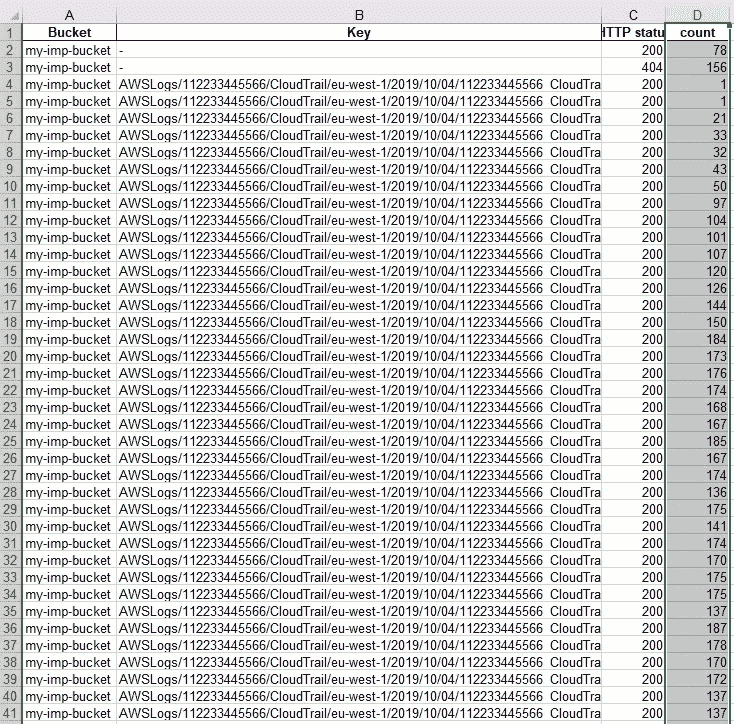 A B C D
1 Bucket Key HTTP statu count
2 my-imp-bucket - 200 78
3 my-imp-bucket - 404 156
4 my-imp-bucket AWSLogs/112233445566/CloudTrail/eu-west-1/2019/10/04/112233445566_CloudTra 200 1
5 my-imp-bucket AWSLogs/112233445566/CloudTrail/eu-west-1/2019/10/04/112233445566_CloudTra 200 1
6 my-imp-bucket AWSLogs/112233445566/CloudTrail/eu-west-1/2019/10/04/112233445566_CloudTra 200 21
7 my-imp-bucket AWSLogs/112233445566/CloudTrail/eu-west-1/2019/10/04/112233445566_CloudTra 200 33
8 my-imp-bucket AWSLogs/112233445566/CloudTrail/eu-west-1/2019/10/04/112233445566_CloudTra 200 32
9 my-imp-bucket AWSLogs/112233445566/CloudTrail/eu-west-1/2019/10/04/112233445566_CloudTra 200 43
10 my-imp-bucket AWSLogs/112233445566/CloudTrail/eu-west-1/2019/10/04/112233445566_CloudTra 200 50
11 my-imp-bucket AWSLogs/112233445566/CloudTrail/eu-west-1/2019/10/04/112233445566_CloudTra 200 97
12 my-imp-bucket AWSLogs/112233445566/CloudTrail/eu-west-1/2019/10/04/112233445566_CloudTra 200 104
13 my-imp-bucket AWSLogs/112233445566/CloudTrail/eu-west-1/2019/10/04/112233445566_CloudTra 200 101
14 my-imp-bucket AWSLogs/112233445566/CloudTrail/eu-west-1/2019/10/04/112233445566_CloudTra 200 107
15 my-imp-bucket AWSLogs/112233445566/CloudTrail/eu-west-1/2019/10/04/112233445566_CloudTra 200 120
16 my-imp-bucket AWSLogs/112233445566/CloudTrail/eu-west-1/2019/10/04/112233445566_CloudTra 200 126
17 my-imp-bucket AWSLogs/112233445566/CloudTrail/eu-west-1/2019/10/04/112233445566_CloudTra 200 144
18 my-imp-bucket AWSLogs/112233445566/CloudTrail/eu-west-1/2019/10/04/112233445566_CloudTra 200 150
19 my-imp-bucket AWSLogs/112233445566/CloudTrail/eu-west-1/2019/10/04/112233445566_CloudTra 200 184
20 my-imp-bucket AWSLogs/112233445566/CloudTrail/eu-west-1/2019/10/04/112233445566_CloudTra 200 173
21 my-imp-bucket AWSLogs/112233445566/CloudTrail/eu-west-1/2019/10/04/112233445566_CloudTra 200 176
22 my-imp-bucket AWSLogs/112233445566/CloudTrail/eu-west-1/2019/10/04/112233445566_CloudTra 200 174
23 my-imp-bucket AWSLogs/112233445566/CloudTrail/eu-west-1/2019/10/04/112233445566_CloudTra 200 168
24 my-imp-bucket AWSLogs/112233445566/CloudTrail/eu-west-1/2019/10/04/112233445566_CloudTra 200 167
25 my-imp-bucket AWSLogs/112233445566/CloudTrail/eu-west-1/2019/10/04/112233445566_CloudTra 200 185
26 my-imp-bucket AWSLogs/112233445566/CloudTrail/eu-west-1/2019/10/04/112233445566_CloudTra 200 167
27 my-imp-bucket AWSLogs/112233445566/CloudTrail/eu-west-1/2019/10/04/112233445566_CloudTra 200 174
28 my-imp-bucket AWSLogs/112233445566/CloudTrail/eu-west-1/2019/10/04/112233445566_CloudTra 200 136
29 my-imp-bucket AWSLogs/112233445566/CloudTrail/eu-west-1/2019/10/04/112233445566_CloudTra 200 175
30 my-imp-bucket AWSLogs/112233445566/CloudTrail/eu-west-1/2019/10/04/112233445566_CloudTra 200 141
31 my-imp-bucket AWSLogs/112233445566/CloudTrail/eu-west-1/2019/10/04/112233445566_CloudTra 200 174
32 my-imp-bucket AWSLogs/112233445566/CloudTrail/eu-west-1/2019/10/04/112233445566_CloudTra 200 170
33 my-imp-bucket AWSLogs/112233445566/CloudTrail/eu-west-1/2019/10/04/112233445566_CloudTra 200 175
34 my-imp-bucket AWSLogs/112233445566/CloudTrail/eu-west-1/2019/10/04/112233445566_CloudTra 200 175
35 my-imp-bucket AWSLogs/112233445566/CloudTrail/eu-west-1/2019/10/04/112233445566_CloudTra 200 137
36 my-imp-bucket AWSLogs/112233445566/CloudTrail/eu-west-1/2019/10/04/112233445566_CloudTra 200 187
37 my-imp-bucket AWSLogs/112233445566/CloudTrail/eu-west-1/2019/10/04/112233445566_CloudTra 200 178
38 my-imp-bucket AWSLogs/112233445566/CloudTrail/eu-west-1/2019/10/04/112233445566_CloudTra 200 170
39 my-imp-bucket AWSLogs/112233445566/CloudTrail/eu-west-1/2019/10/04/112233445566_CloudTra 200 172
40 my-imp-bucket AWSLogs/112233445566/CloudTrail/eu-west-1/2019/10/04/112233445566_CloudTra 200 137
41 my-imp-bucket AWSLogs/112233445566/CloudTrail/eu-west-1/2019/10/04/112233445566_CloudTra 200 137